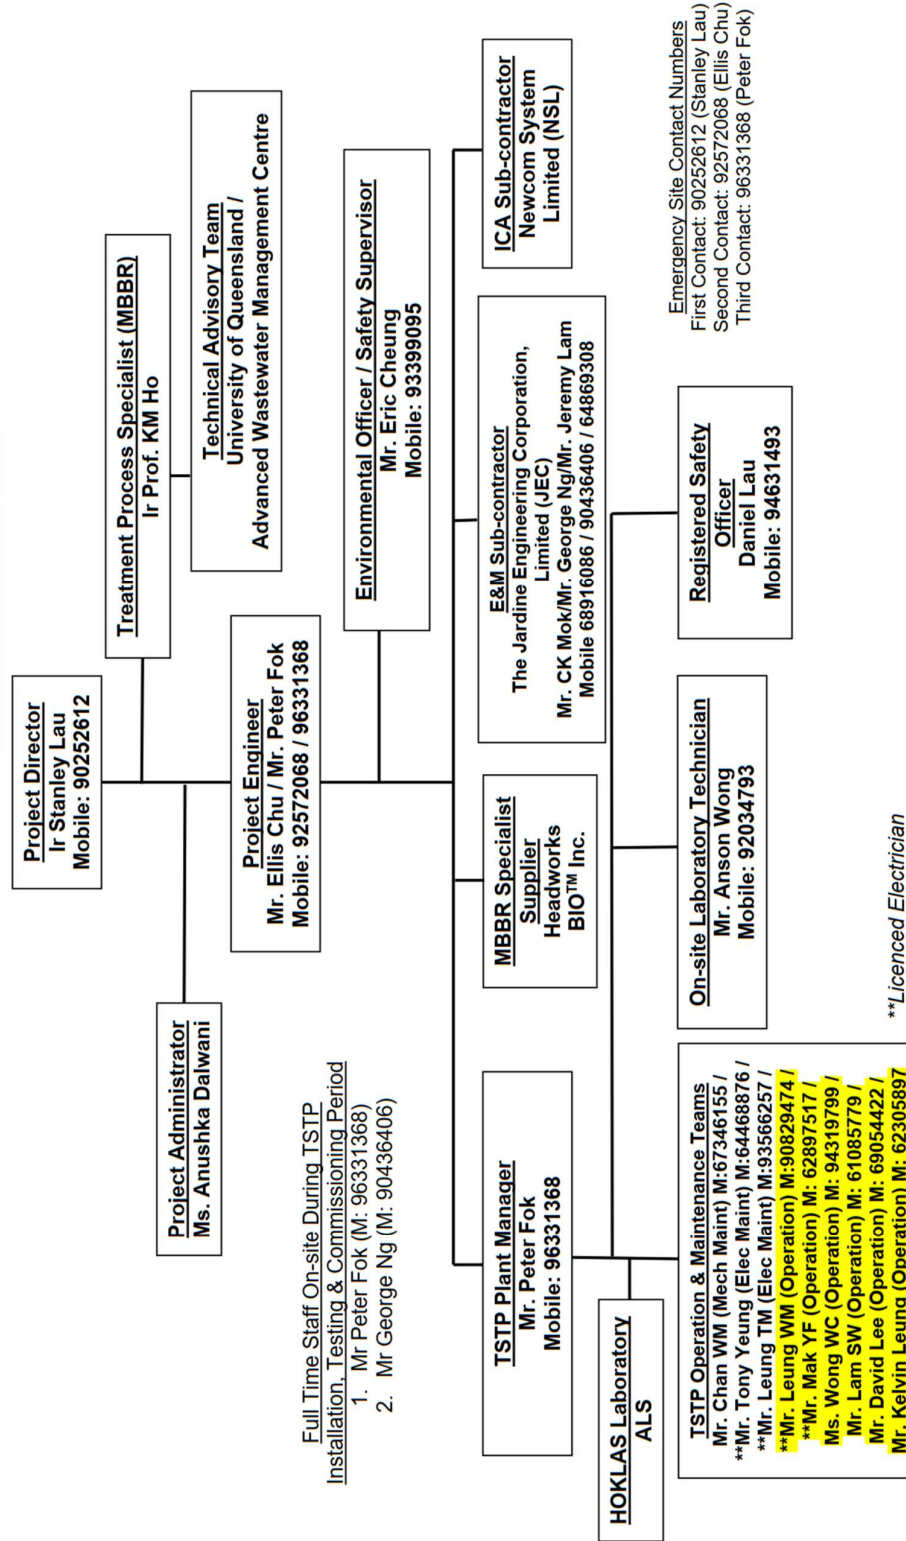 Project Director
Ir Stanley Lau
Mobile: 90252612
Treatment Process Specialist (MBBR)
Ir Prof. KM Ho
Technical Advisory Team
University of Queensland /
Advanced Wastewater Management Centre
Project Administrator
Ms. Anushka Dalwani
Project Engineer
Mr. Ellis Chu / Mr. Peter Fok
Mobile: 92572068 / 96331368
Environmental Officer / Safety Supervisor
Mr. Eric Cheung
Mobile: 93399095
Full Time Staff On-site During TSTP
Installation, Testing & Commissioning Period
1. Mr Peter Fok (M: 96331368)
2. Mr George Ng (M: 90436406)
TSTP Plant Manager
Mr. Peter Fok
Mobile: 96331368
MBBR Specialist
Supplier
Headworks
BIO™ Inc.
E&M Sub-contractor
The Jardine Engineering Corporation,
Limited (JEC)
Mr. CK Mok/Mr. George Ng/Mr. Jeremy Lam
Mobile 68916086 / 90436406 / 64869308
ICA Sub-contractor
Newcom System
Limited (NSL)
HOKLAS Laboratory
ALS
TSTP Operation & Maintenance Teams
Mr. Chan WM (Mech Maint) M:67346155 /
**Mr. Tony Yeung (Elec Maint) M:64468876 /
**Mr. Leung TM (Elec Maint) M:93566257 /
**Mr. Leung WM (Operation) M:90829474 /
**Mr. Mak YF (Operation) M: 62897517 /
Ms. Wong WC (Operation) M: 94319799 /
Mr. Lam SW (Operation) M: 61085779 /
Mr. David Lee (Operation) M: 69054422 /
Mr. Kelvin Leung (Operation) M: 62305897
On-site Laboratory Technician
Mr. Anson Wong
Mobile: 92034793
Registered Safety
Officer
Daniel Lau
Mobile: 94631493
Emergency Site Contact Numbers
First Contact: 90252612 (Stanley Lau)
Second Contact: 92572068 (Ellis Chu)
Third Contact: 96331368 (Peter Fok)
**Licenced Electrician